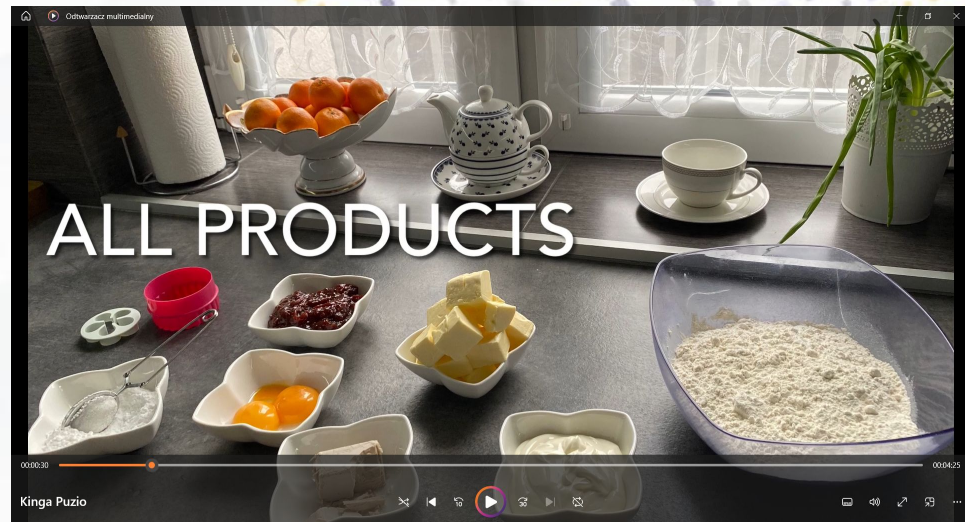 Odtwarzacz multimedialny
ALL PRODUCTS
00:00:30
00:04:25
Kinga Puzio
10
30